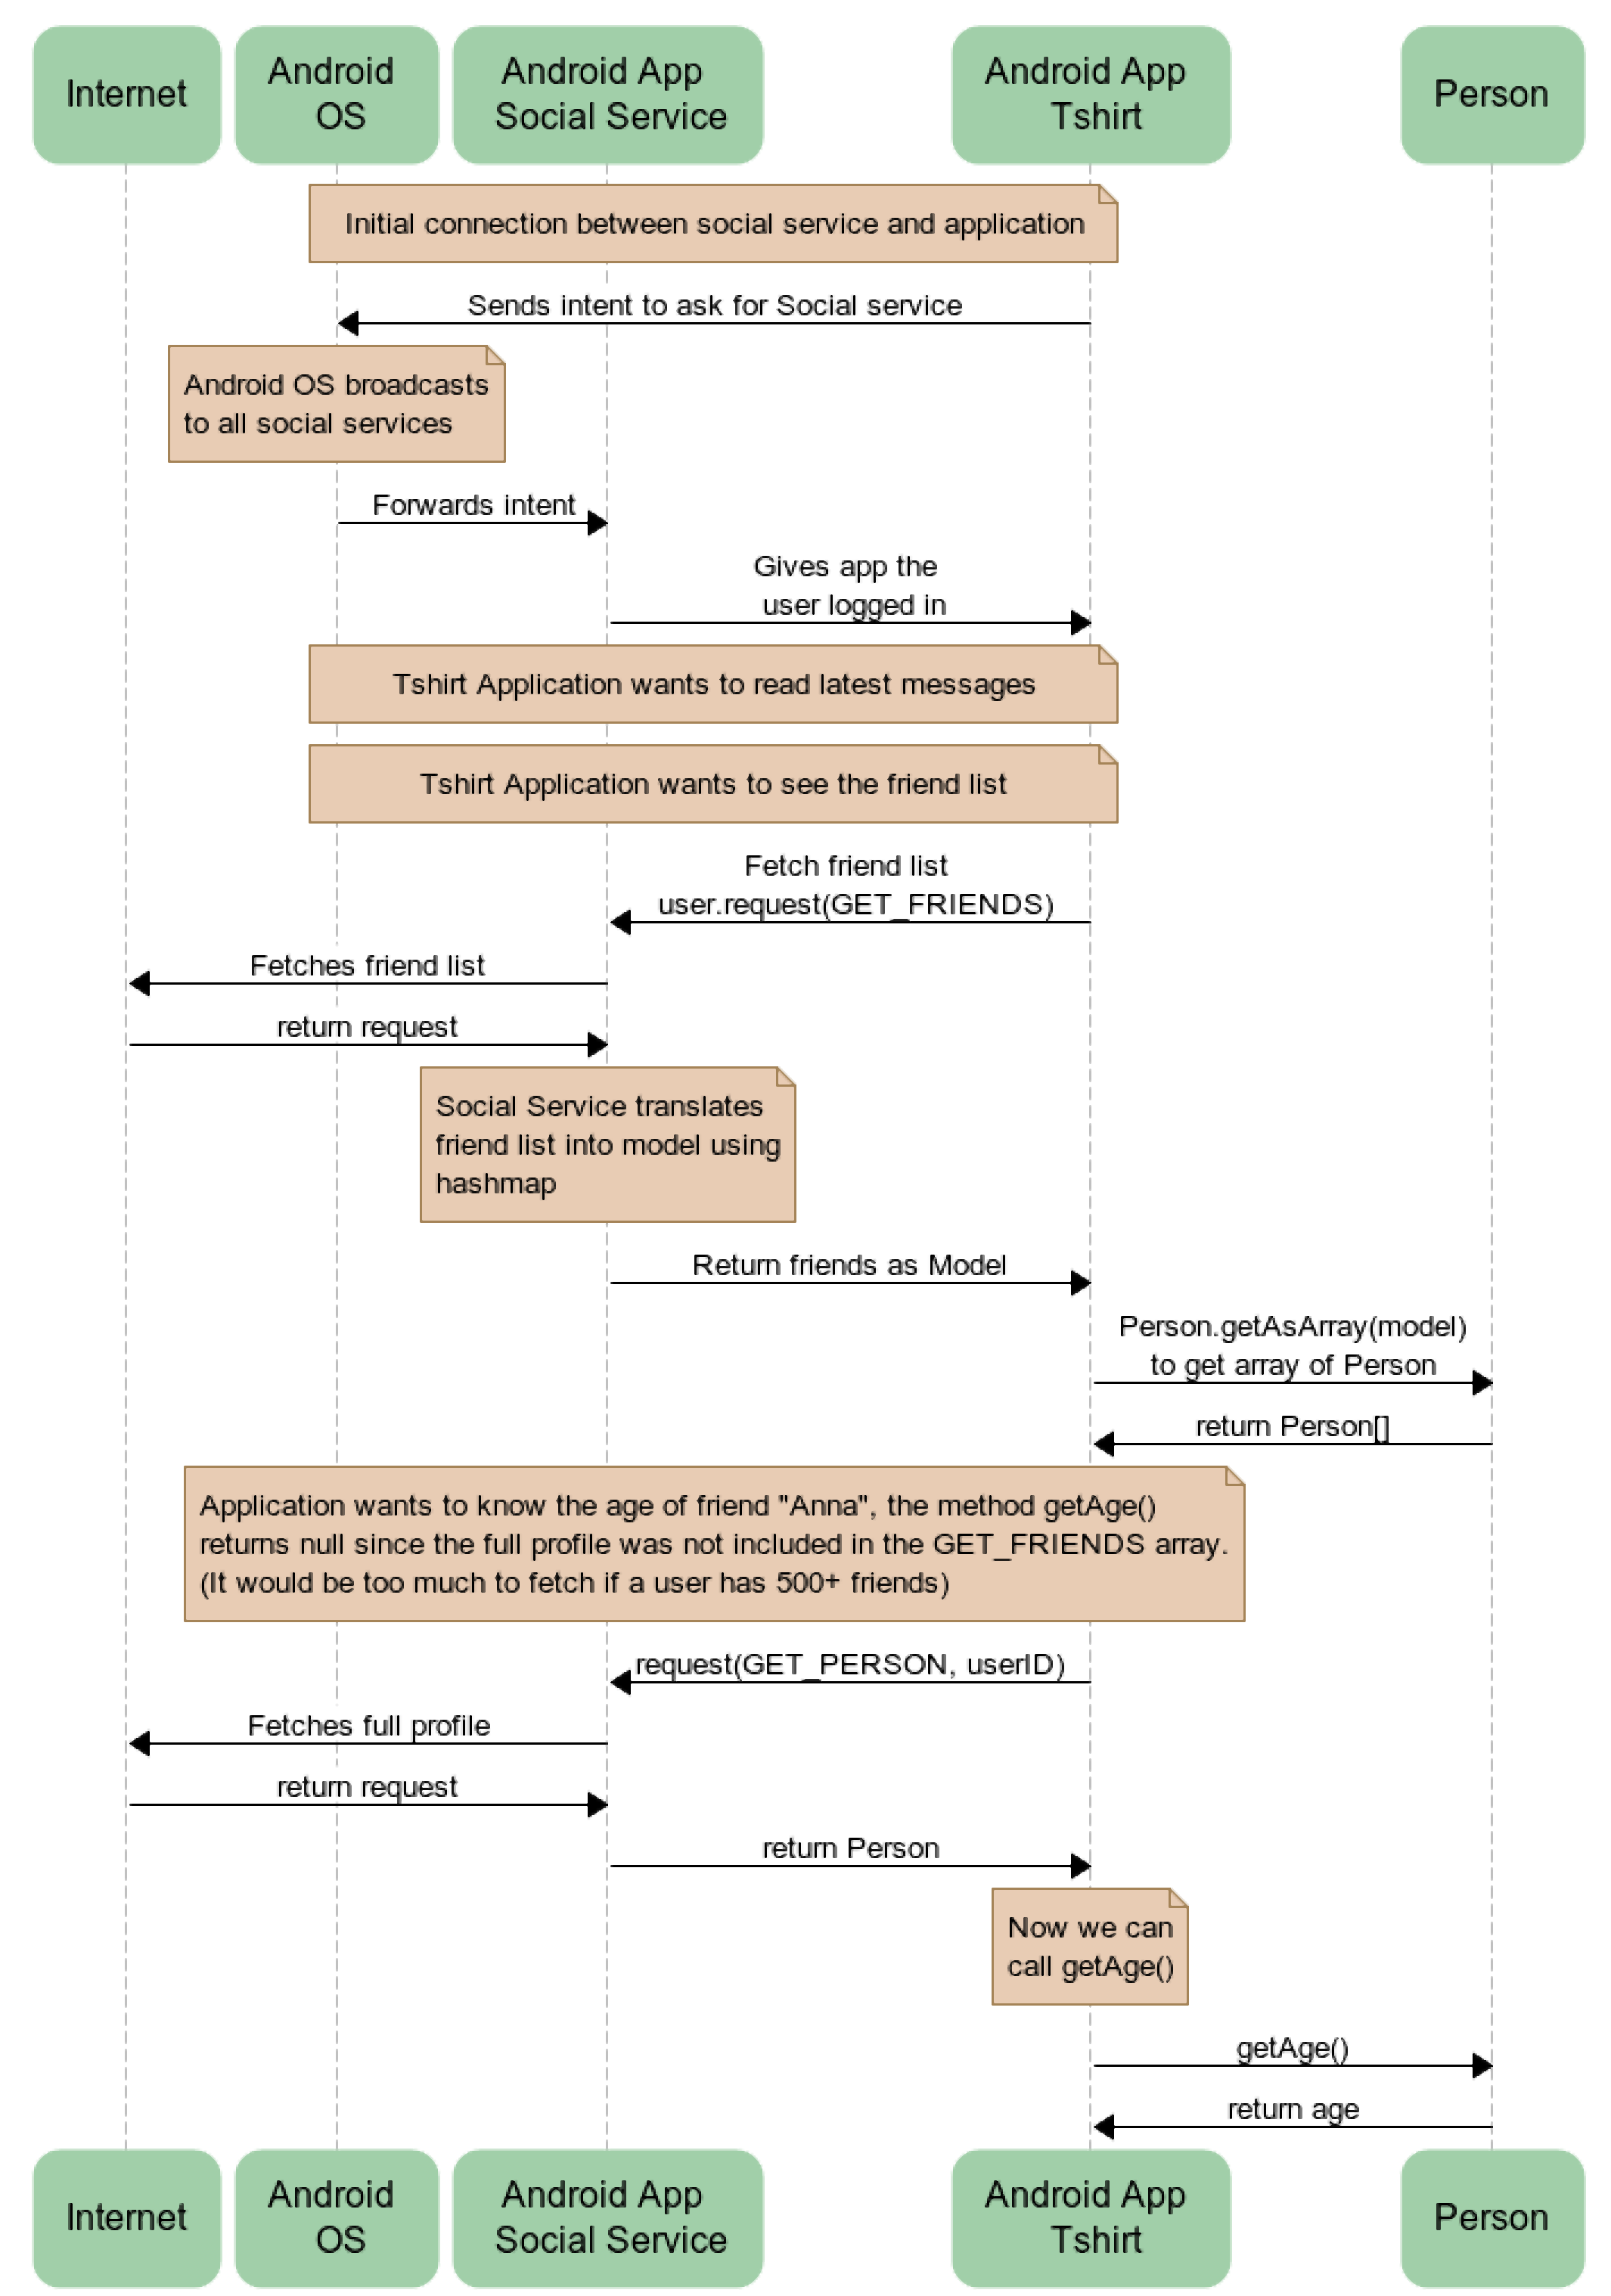 Internet
Android
OS
Android App
Social Service
Android App
Tshirt
Person
Initial connection between social service and application
Sends intent to ask for Social service
Android OS broadcasts
to all social services
Forwards intent
Gives app the
user logged in
Tshirt Application wants to read latest messages
Tshirt Application wants to see the friend list
Fetch friend list
user.request(GET_FRIENDS)
Fetches friend list
return request
Social Service translates
friend list into model using
hashmap
Return friends as Model
Person.getAsArray(model)
to get array of Person
return Person[]
Application wants to know the age of friend "Anna", the method getAge()
returns null since the full profile was not included in the GET_FRIENDS array.
(It would be too much to fetch if a user has 500+ friends)
request(GET_PERSON, userID)
Fetches full profile
return request
return Person
Now we can
call getAge()
getAge()
return age
Internet
Android
OS
Android App
Social Service
Android App
Tshirt
Person